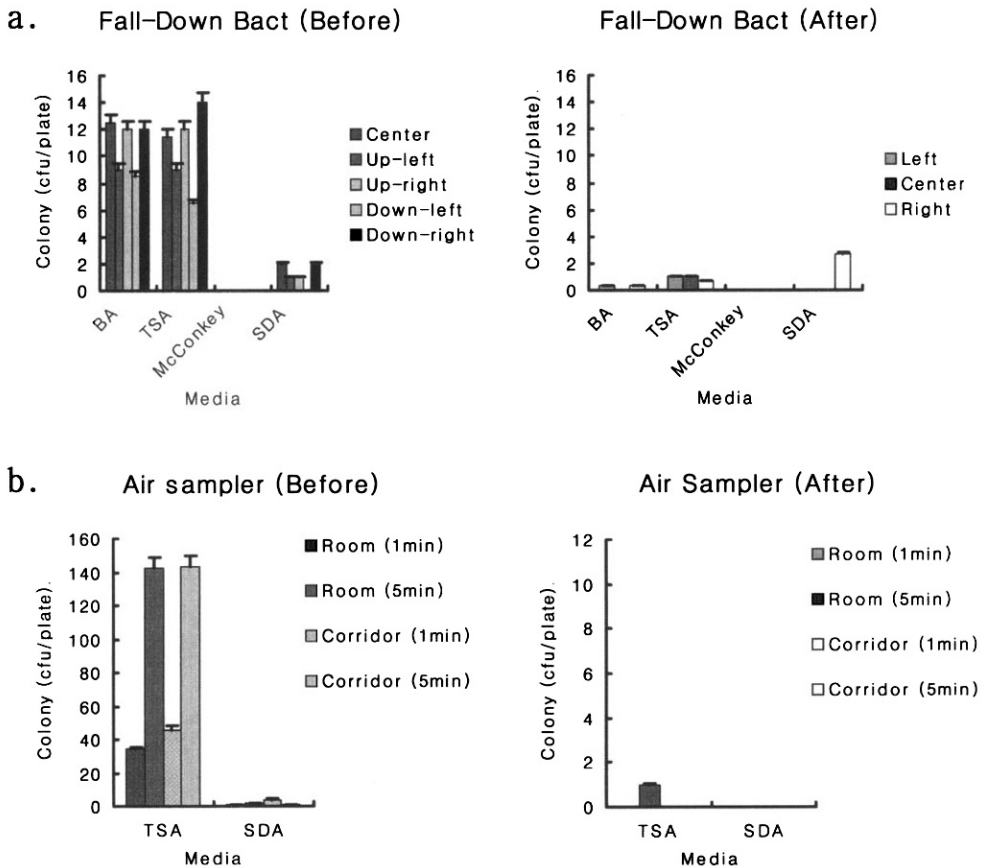 a.
Fall-Down Bact (Before)
Colony (cfu/plate)
16
14
12
10
8
6
4
2
0
BA
TSA
McConkey
SDA
Media
Center
Up-left
Up-right
Down-left
Down-right
Fall-Down Bact (After)
Colony (cfu/plate).
16
14
12
10
8
6
4
2
0
BA
TSA
McConkey
SDA
Media
Left
Center
Right
b.
Air sampler (Before)
Colony (cfu/plate).
160
140
120
100
80
60
40
20
0
TSA
SDA
Media
Room (1min)
Room (5min)
Corridor (1min)
Corridor (5min)
Air Sampler (After)
Colony (cfu/plate).
12
10
8
6
4
2
0
TSA
SDA
Media
Room (1min)
Room (5min)
Corridor (1min)
Corridor (5min)